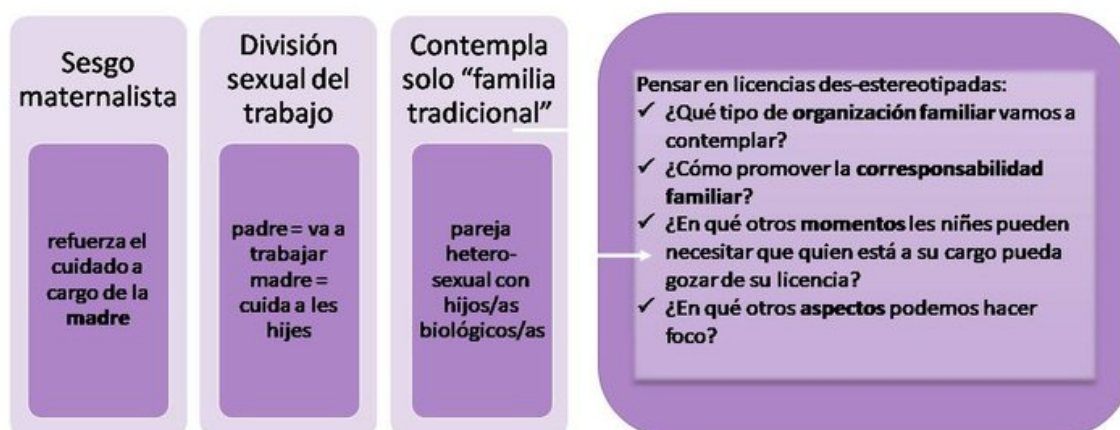 Sesgo
maternalista
refuerza el
cuidado a
cargo de la
madre
División
sexual del
trabajo
padre = va a
trabajar
madre =
cuida a les
hijes
Contempla
solo “familia
tradicional”
pareja
hetero-
sexual con
hijos/as
biológicos/as
Pensar en licencias des-estereotipadas:
✓ ¿Qué tipo de organización familiar vamos a
contemplar?
✓ ¿Cómo promover la corresponsabilidad
familiar?
✓ ¿En qué otros momentos les niñes pueden
necesitar que quien está a su cargo pueda
gozar de su licencia?
✓ ¿En qué otros aspectos podemos hacer
foco?